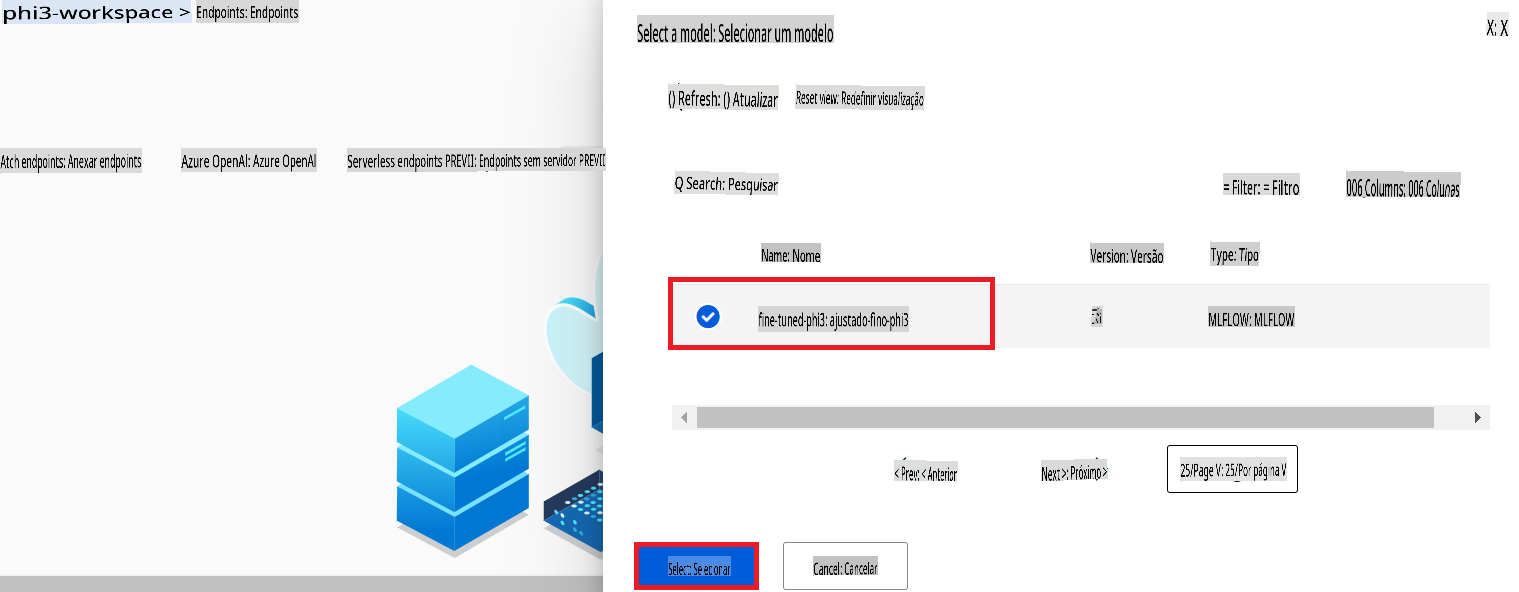 phi3-workspace > Endpoints: Endpoints
Select a model: Selecionar um modelo
X: X
() Refresh: () Atualizar Reset view: Redefinir visualização
Atch endpoints: Anexar endpoints Azure OpenAI: Azure OpenAI Serverless endpoints PREVII: Endpoints sem servidor PREVII
Q Search: Pesquisar = Filter: = Filtro 006 Columns: 006 Colunas
Name: Nome Version: Versão Type: Tipo
fine-tuned-phi3: ajustado-fino-phi3 MLFLOW: MLFLOW
< Prev: < Anterior Next >: Próximo > 25/Page V: 25/Por página V
Select: Selecionar Cancel: Cancelar